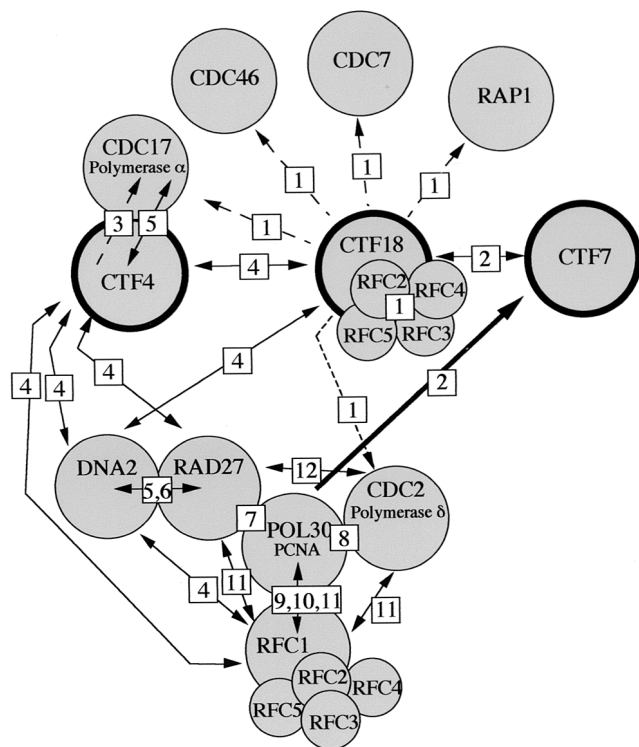 CDC46
CDC7
RAP1
CDC17
Polymerase α
1
1
1
3
5
1
CTF4
4
CTF18
RFC2
RFC4
1
RFC5
RFC3
2
CTF7
4
4
4
4
1
2
DNA2
5,6
RAD27
12
CDC2
Polymerase δ
7
POL30
PCNA
8
4
11
9,10,11
11
RFC1
RFC2
RFC4
RFC5
RFC3